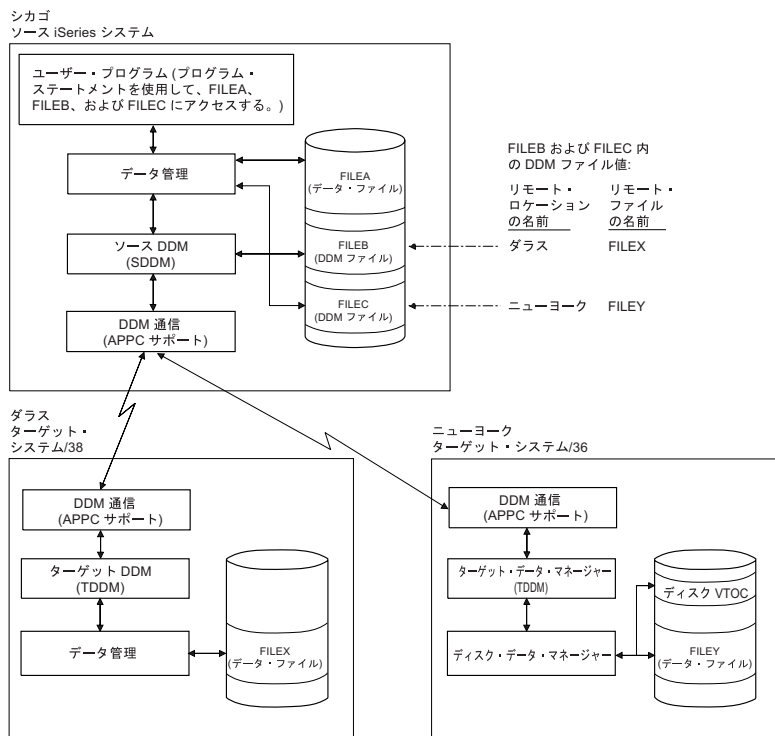 シカゴ
ソース iSeries システム
ユーザー・プログラム (プログラム・
ステートメントを使用して、FILEA、
FILEB、および FILEC にアクセスする。)
データ管理
FILEA
(データ・ファイル)
ソース DDM
(SDDM)
FILEB
(DDM ファイル)
FILEC
(DDM ファイル)
DDM 通信
(APPC サポート)
FILEB および FILEC 内
の DDM ファイル値:
リモート・
ロケーション
の名前
リモート・
ファイル
の名前
ダラス FILEX
ニューヨーク FILEY
ダラス
ターゲット・
システム/38
DDM 通信
(APPC サポート)
ターゲット DDM
(TDDM)
データ管理
FILEX
(データ・ファイル)
ニューヨーク
ターゲット・システム/36
DDM 通信
(APPC サポート)
ターゲット・データ・マネージャー
(TDDM)
ディスク・データ・マネージャー
ディスク VTOC
FILEY
(データ・ファイル)